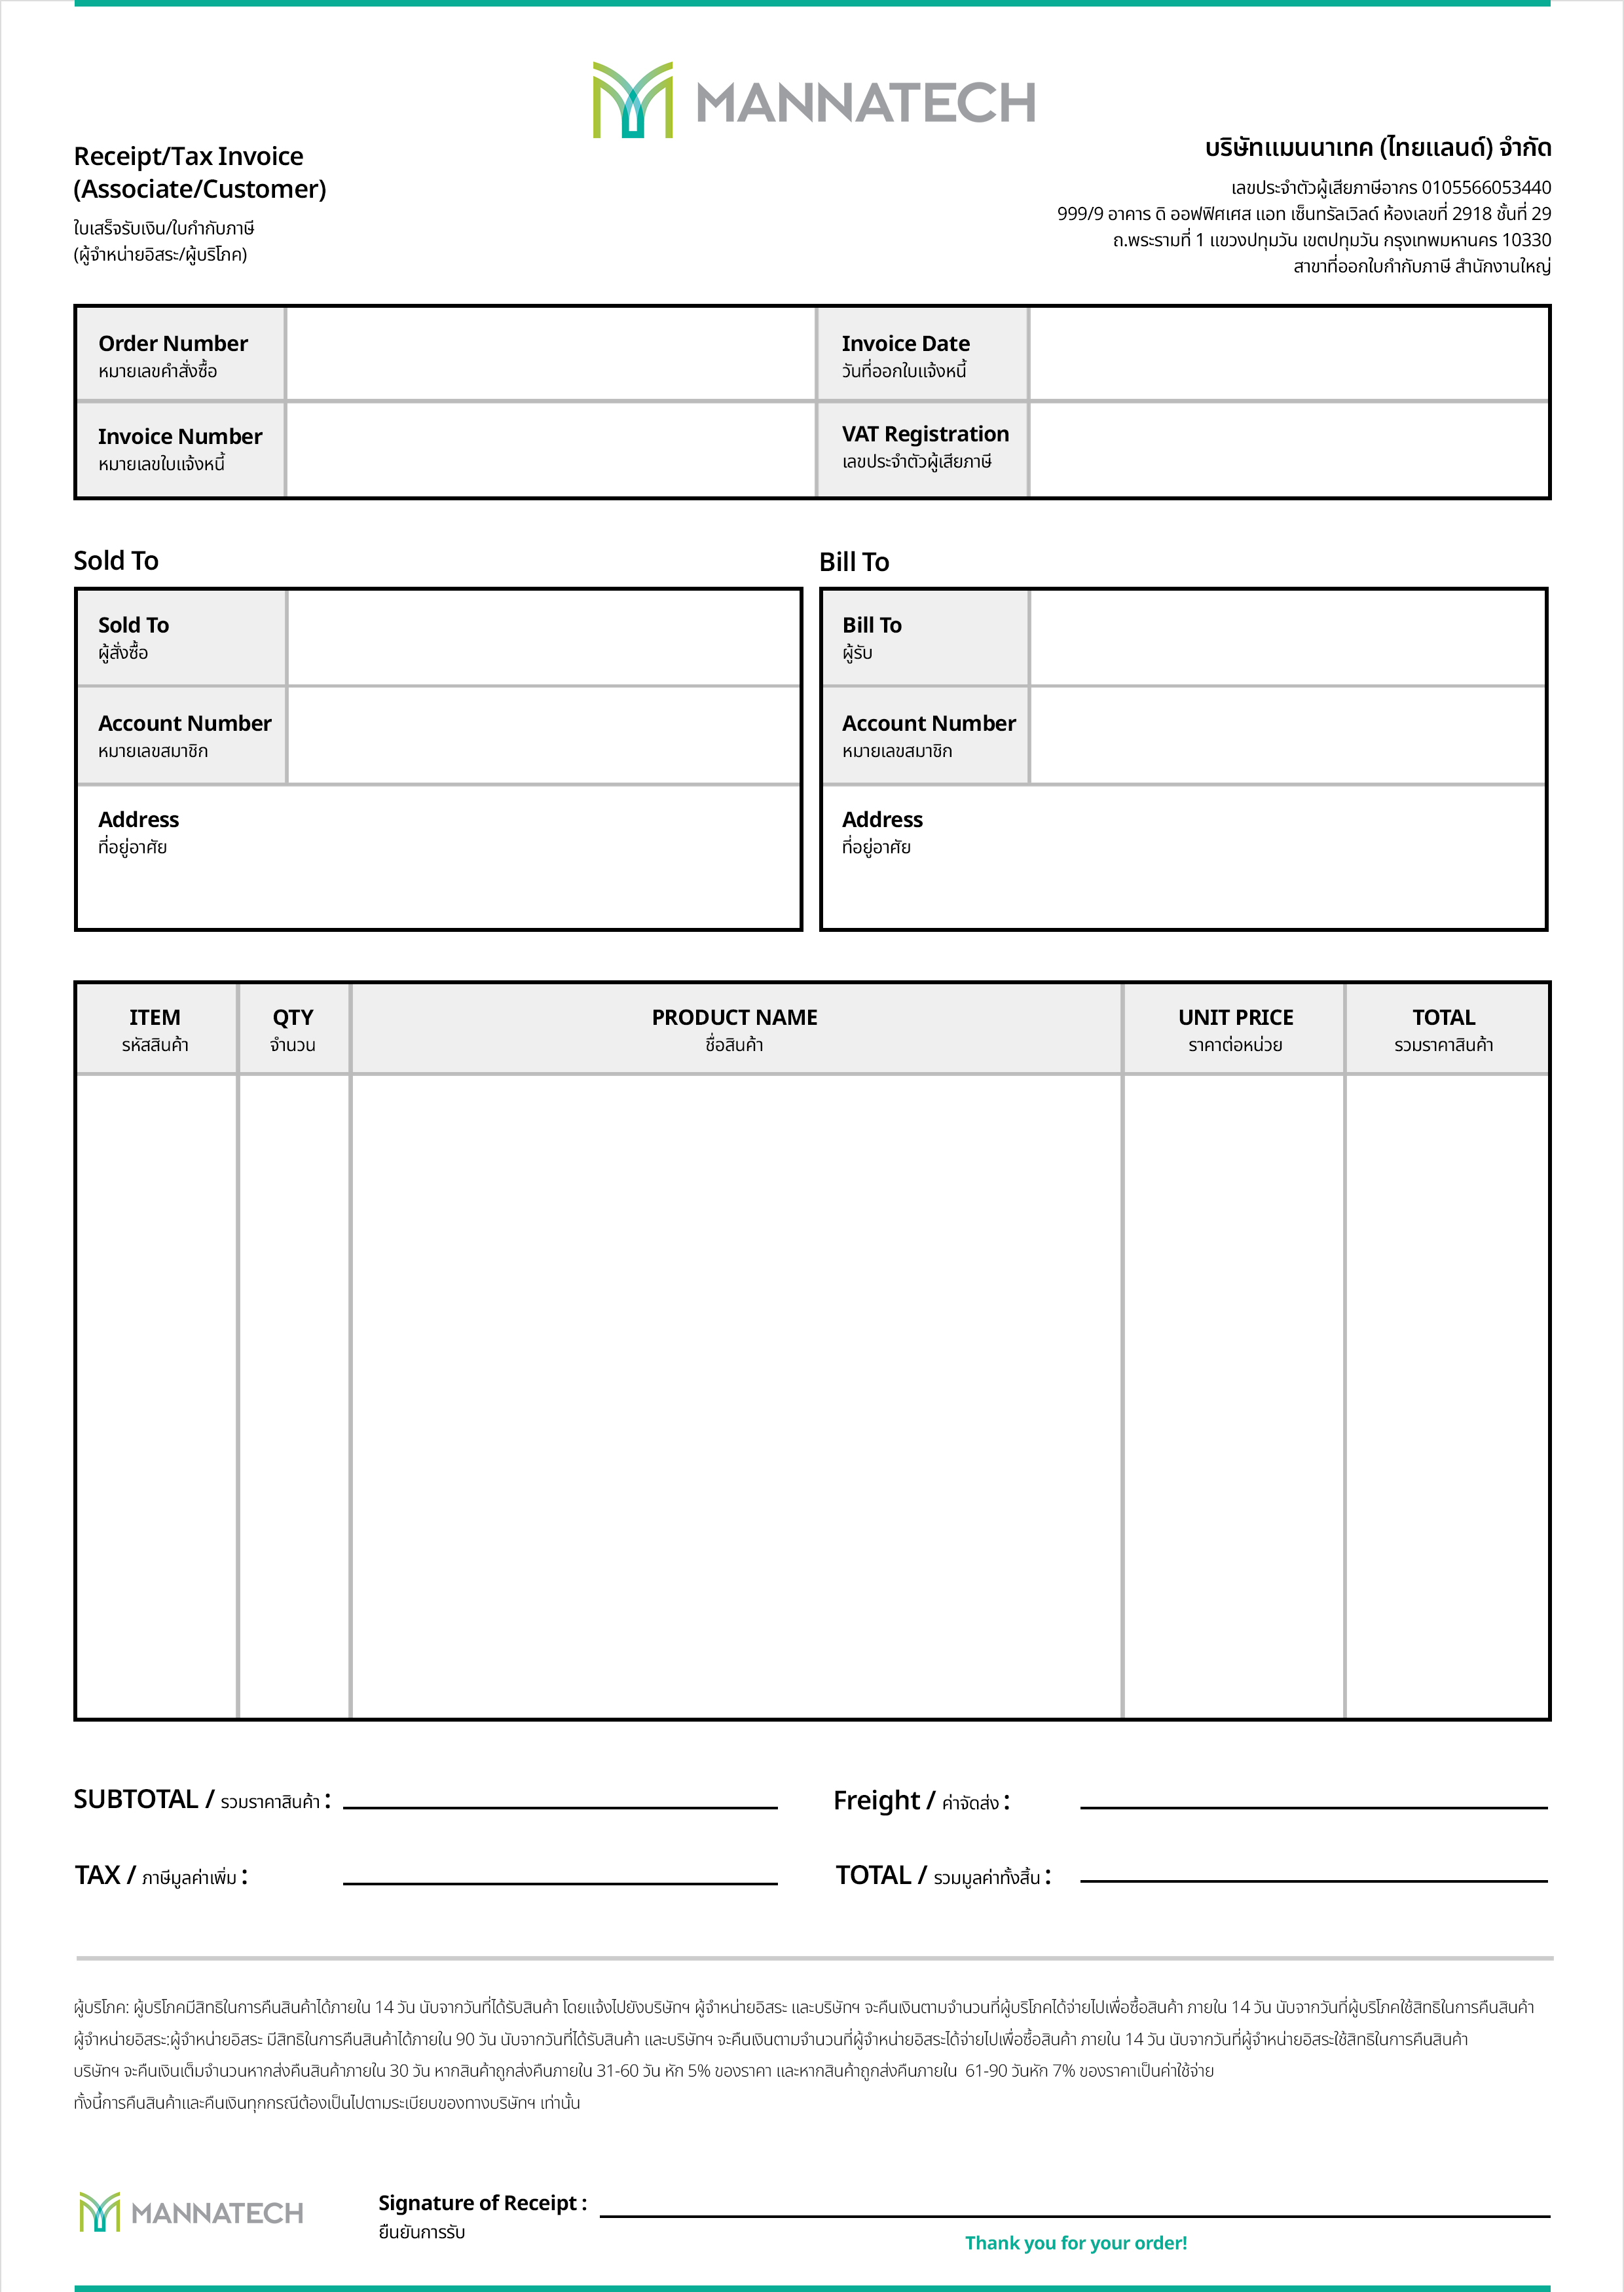 MANNATECH
Receipt/Tax Invoice
(Associate/Customer)
ใบเสร็จรับเงิน/ใบกำกับภาษี
(ผู้จำหน่ายอิสระ/ผู้บริโภค)
บริษัทแมนนาเทค (ไทยแลนด์) จำกัด
เลขประจำตัวผู้เสียภาษีอากร 0105566053440
999/9 อาคาร ดิ ออฟฟิศเศส แอท เซ็นทรัลเวิลด์ ห้องเลขที่ 2918 ชั้นที่ 29
ถ.พระรามที่ 1 แขวงปทุมวัน เขตปทุมวัน กรุงเทพมหานคร 10330
สาขาที่ออกใบกำกับภาษี สำนักงานใหญ่
Order Number
หมายเลขคำสั่งซื้อ
Invoice Date
วันที่ออกใบแจ้งหนี้
Invoice Number
หมายเลขใบแจ้งหนี้
VAT Registration
เลขประจำตัวผู้เสียภาษี
Sold To
Sold To
ผู้สั่งซื้อ
Account Number
หมายเลขสมาชิก
Address
ที่อยู่อาศัย
Bill To
Bill To
ผู้รับ
Account Number
หมายเลขสมาชิก
Address
ที่อยู่อาศัย
ITEM
รหัสสินค้า
QTY
จำนวน
PRODUCT NAME
ชื่อสินค้า
UNIT PRICE
ราคาต่อหน่วย
TOTAL
รวมราคาสินค้า
SUBTOTAL / รวมราคาสินค้า :
Freight / ค่าจัดส่ง :
TAX / ภาษีมูลค่าเพิ่ม :
TOTAL / รวมมูลค่าทั้งสิ้น :
ผู้บริโภค: ผู้บริโภคมีสิทธิในการคืนสินค้าได้ภายใน 14 วัน นับจากวันที่ได้รับสินค้า โดยแจ้งไปยังบริษัทฯ ผู้จำหน่ายอิสระ และบริษัทฯ จะคืนเงินตามจำนวนที่ผู้บริโภคได้จ่ายไปเพื่อซื้อสินค้า ภายใน 14 วัน นับจากวันที่ผู้บริโภคใช้สิทธิในการคืนสินค้า
ผู้จำหน่ายอิสระ:ผู้จำหน่ายอิสระ มีสิทธิในการคืนสินค้าได้ภายใน 90 วัน นับจากวันที่ได้รับสินค้า และบริษัทฯ จะคืนเงินตามจำนวนที่ผู้จำหน่ายอิสระได้จ่ายไปเพื่อซื้อสินค้า ภายใน 14 วัน นับจากวันที่ผู้จำหน่ายอิสระใช้สิทธิในการคืนสินค้า
บริษัทฯ จะคืนเงินเต็มจำนวนหากส่งคืนสินค้าภายใน 30 วัน หากสินค้าถูกส่งคืนภายใน 31-60 วัน หัก 5% ของราคา และหากสินค้าถูกส่งคืนภายใน 61-90 วันหัก 7% ของราคาเป็นค่าใช้จ่าย
ทั้งนี้การคืนสินค้าและคืนเงินทุกกรณีต้องเป็นไปตามระเบียบของทางบริษัทฯ เท่านั้น
MANNATECH
Signature of Receipt :
ยืนยันการรับ
Thank you for your order!